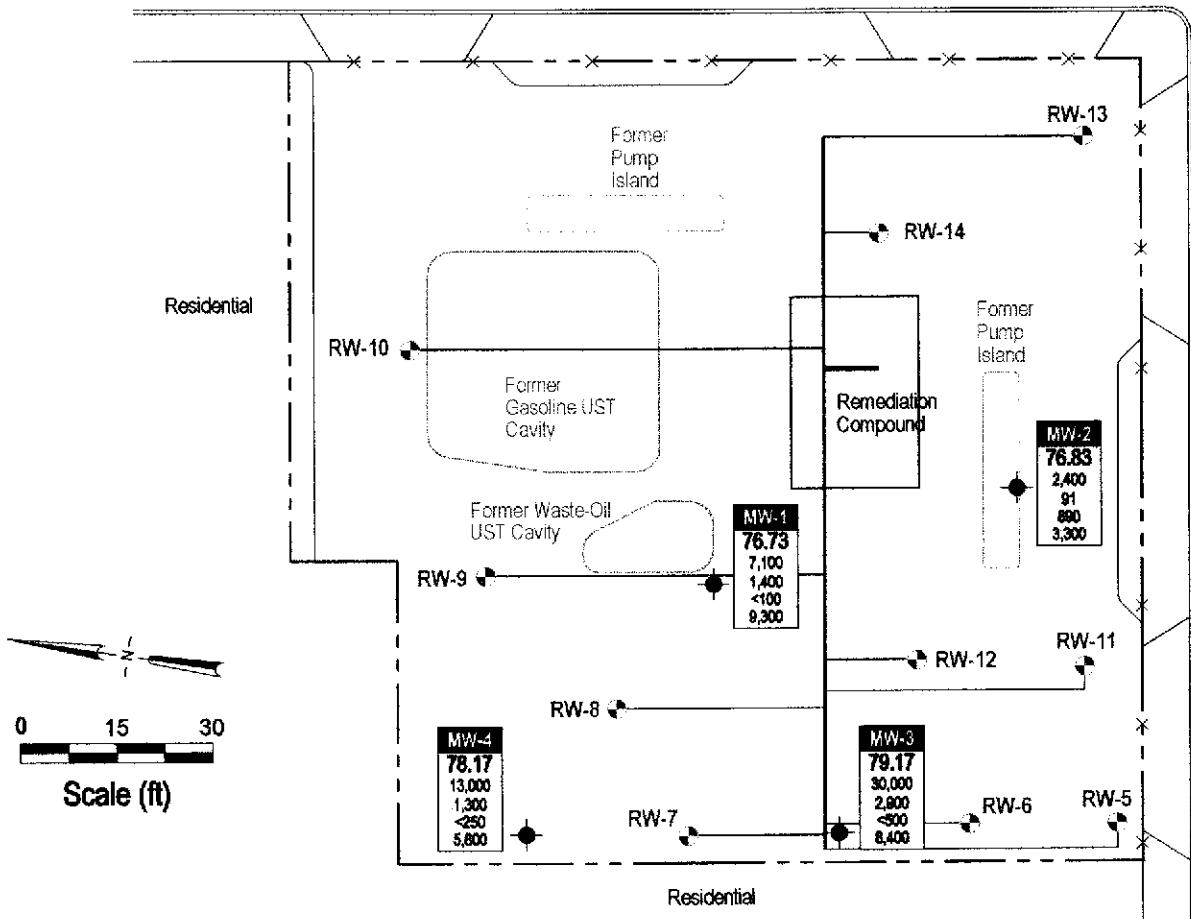 RW-13
Former
Pump
Island
RW-14
Residential
Former
Pump
Island
RW-10
Former
Gasoline UST
Cavity
Remediation
Compound
MW-2
76.83
2,400
91
890
3,300
Former Waste-Oil
UST Cavity
MW-1
76.73
7,100
1,400
<100
9,300
RW-9
RW-11
RW-12
-N-
RW-8
0 15 30
Scale (ft)
MW-4
78.17
13,000
1,300
<250
MW-3
79.17
30,000
<500
8,400
RW-7
RW-6
RW-5
Residential